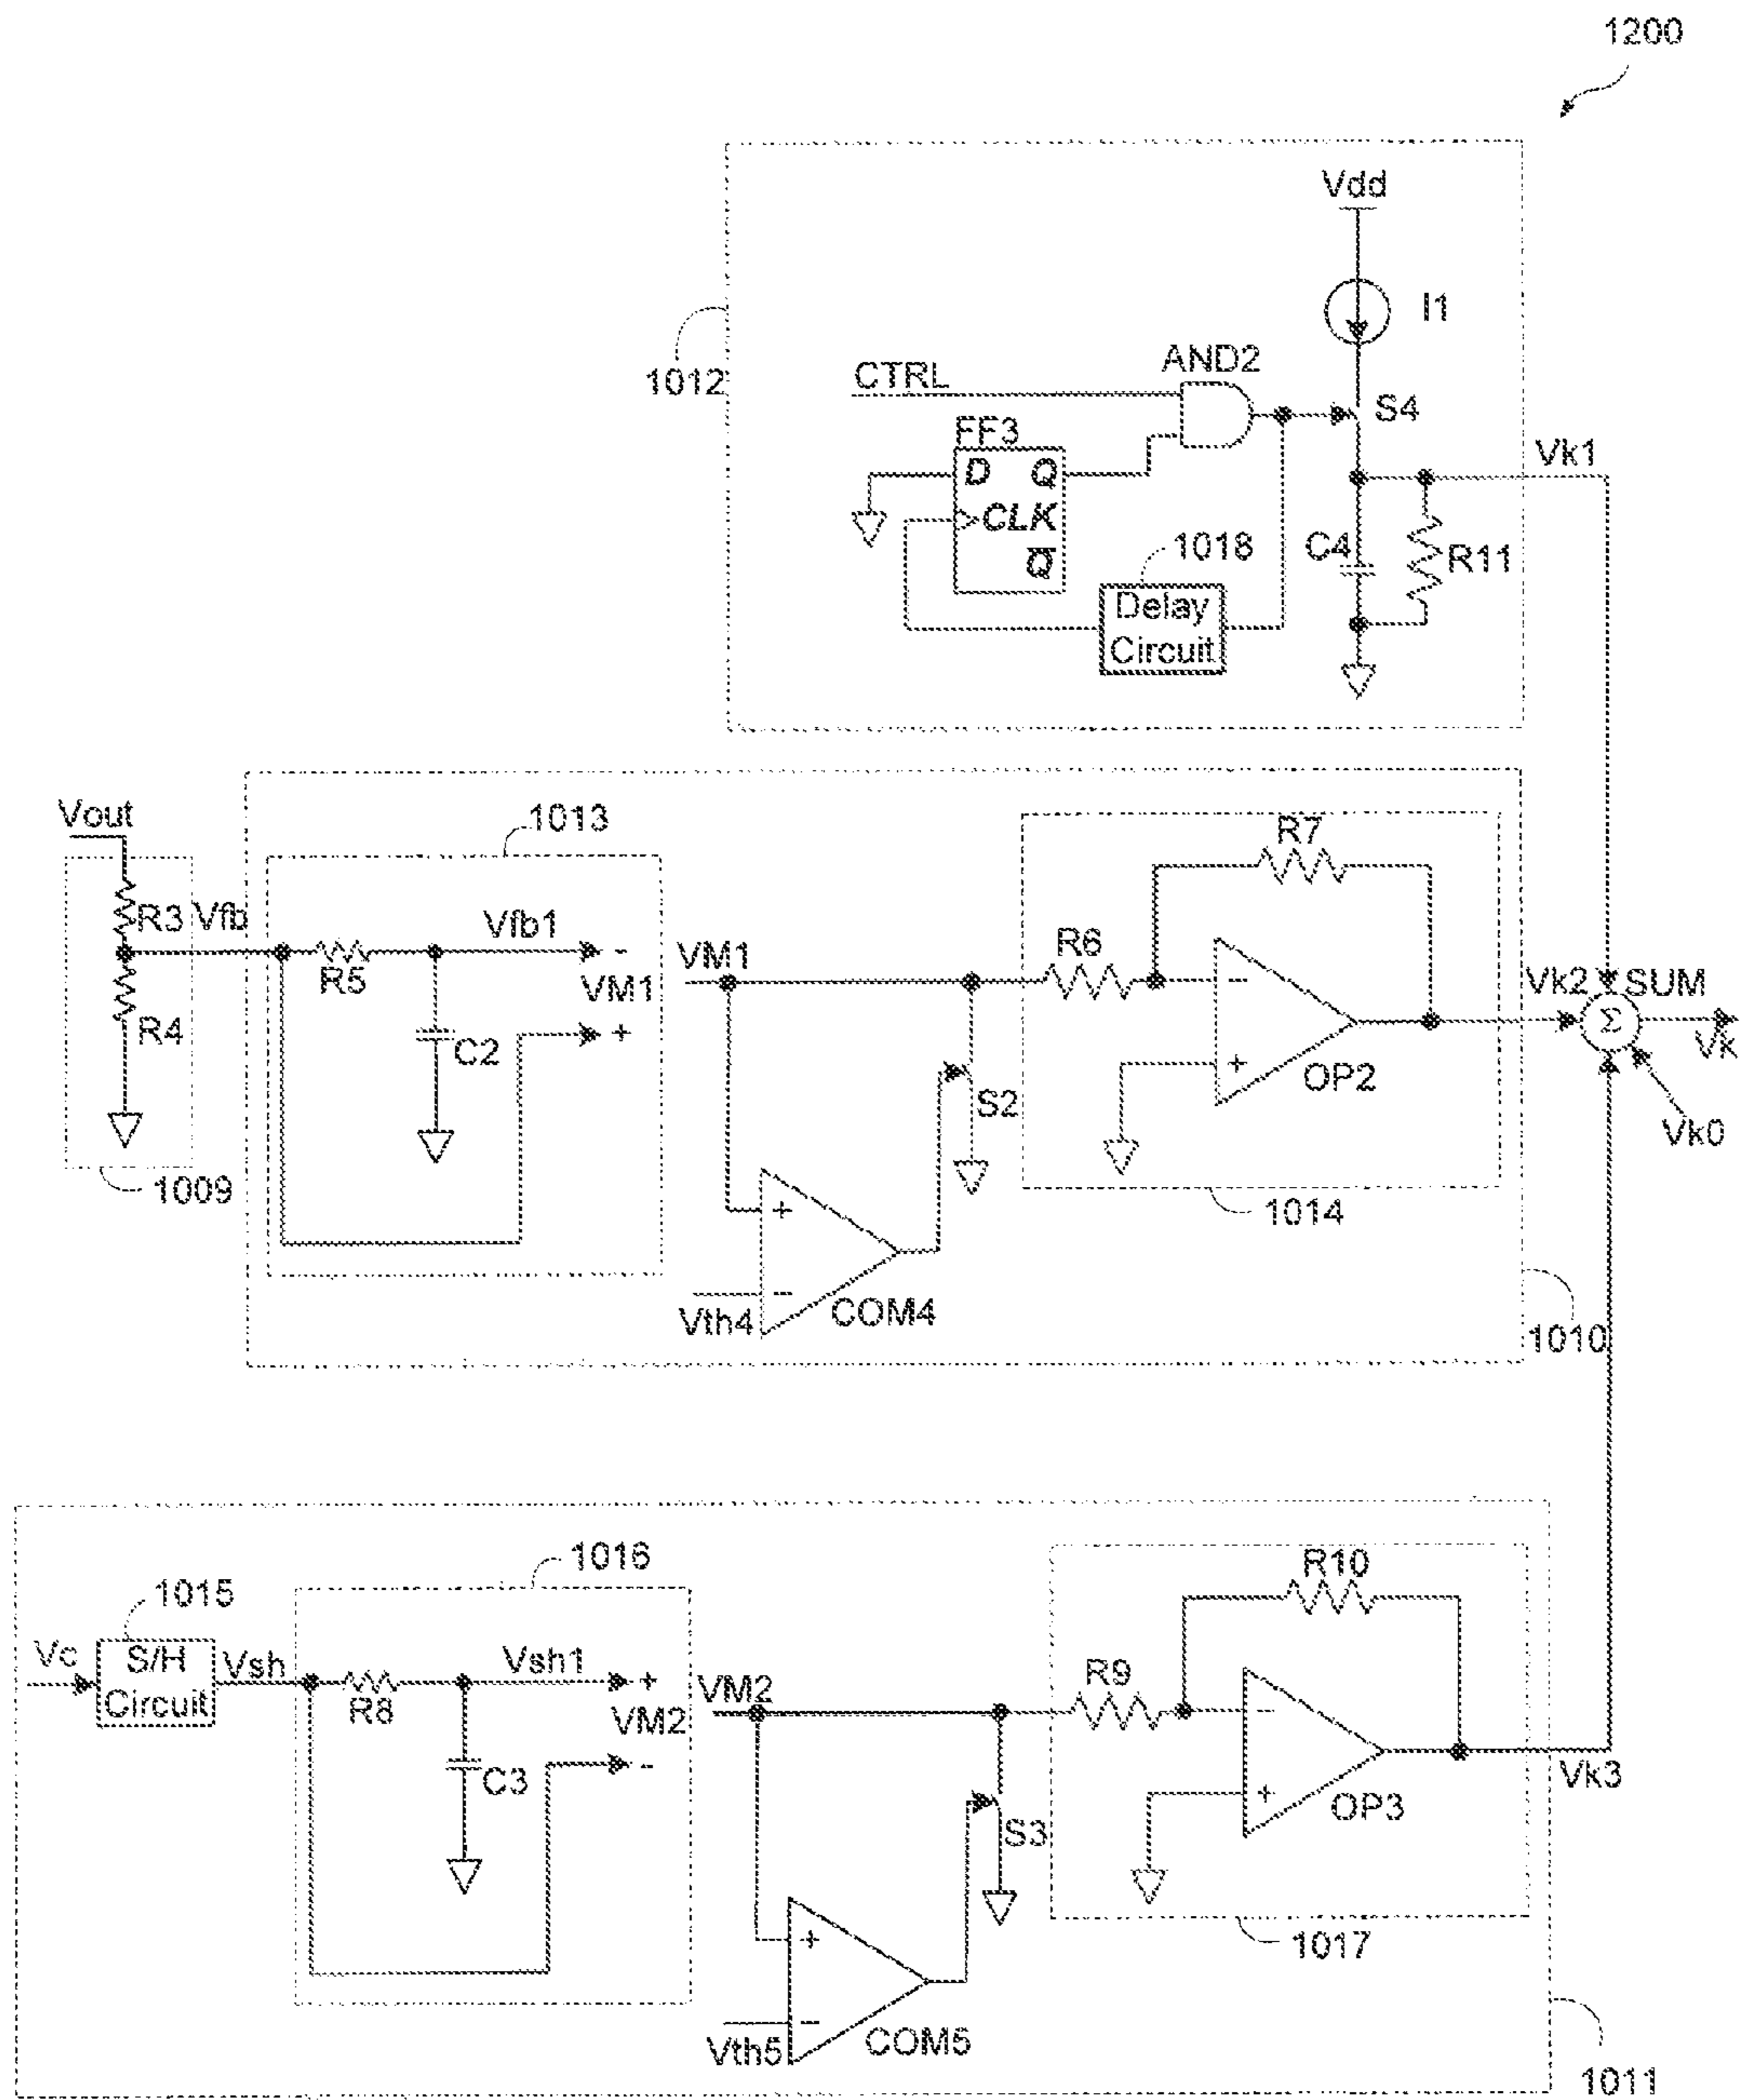 1200
Vdd
I1
1012
CTRL
AND2
S4
FF3
D Q
CLK
Q
Vk1
1018
C4
R11
Delay
Circuit
Vout
1013
R7
R3
Vfb
Vfb1
-
VM1
R6
R5
VM1
-
Vk2
SUM
R4
C2
+
Σ
Vk
S2
+
OP2
Vk0
1009
+
1014
-
Vth4
COM4
1010
1016
R10
1015
Vc
S/H
Circuit
Vsh
Vsh1
+
R9
R8
VM2
VM2
-
C3
-
S3
+
OP3
Vk3
+
1017
-
Vth5
COM5
1011